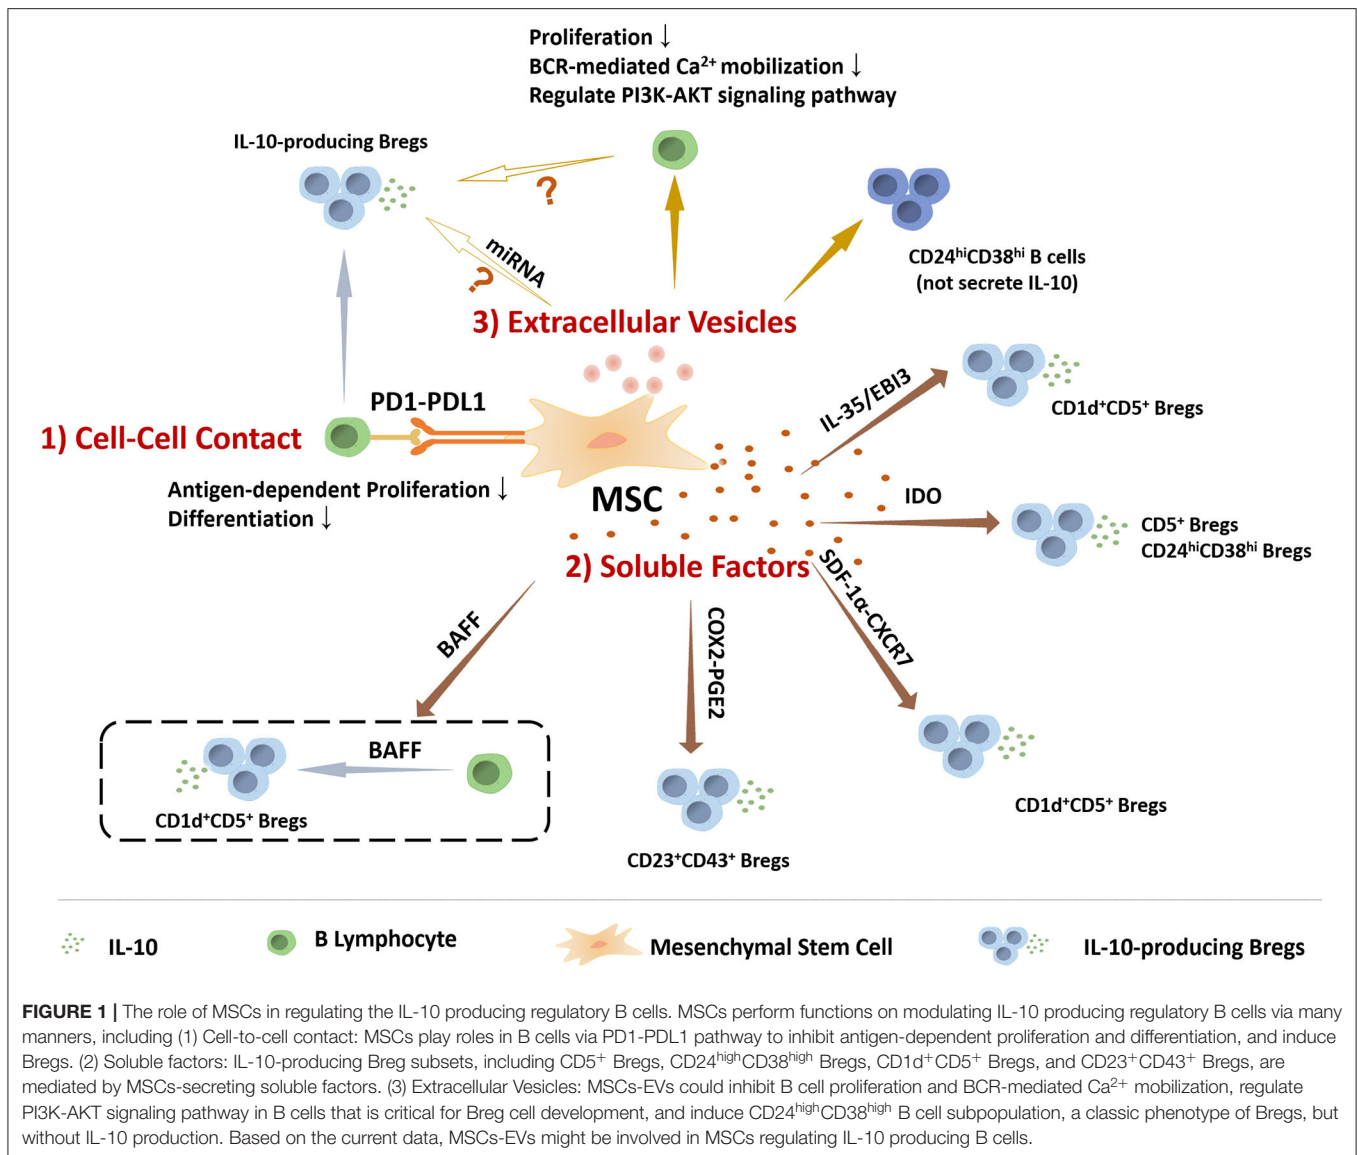 Proliferation ↓
BCR-mediated Ca²⁺ mobilization ↓
Regulate PI3K-AKT signaling pathway
IL-10-producing Bregs
?
miRNA
?
CD24ʰⁱCD38ʰⁱ B cells
(not secrete IL-10)
3) Extracellular Vesicles
PD1-PDL1
1) Cell-Cell Contact
Antigen-dependent Proliferation ↓
Differentiation ↓
MSC
IL-35/EBI3
CD1d⁺CD5⁺ Bregs
IDO
CD5⁺ Bregs
CD24ʰⁱCD38ʰⁱ Bregs
2) Soluble Factors
SDF-1α-CXCR7
CD1d⁺CD5⁺ Bregs
COX2-PGE2
CD23⁺CD43⁺ Bregs
BAFF
BAFF
CD1d⁺CD5⁺ Bregs
IL-10
B Lymphocyte
Mesenchymal Stem Cell
IL-10-producing Bregs
FIGURE 1 | The role of MSCs in regulating the IL-10 producing regulatory B cells. MSCs perform functions on modulating IL-10 producing regulatory B cells via many
manners, including (1) Cell-to-cell contact: MSCs play roles in B cells via PD1-PDL1 pathway to inhibit antigen-dependent proliferation and differentiation, and induce
Bregs. (2) Soluble factors: IL-10-producing Breg subsets, including CD5⁺ Bregs, CD24ʰⁱᵍʰCD38ʰⁱᵍʰ Bregs, CD1d⁺CD5⁺ Bregs, and CD23⁺CD43⁺ Bregs, are
mediated by MSCs-secreting soluble factors. (3) Extracellular Vesicles: MSCs-EVs could inhibit B cell proliferation and BCR-mediated Ca²⁺ mobilization, regulate
PI3K-AKT signaling pathway in B cells that is critical for Breg cell development, and induce CD24ʰⁱᵍʰCD38ʰⁱᵍʰ B cell subpopulation, a classic phenotype of Bregs, but
without IL-10 production. Based on the current data, MSCs-EVs might be involved in MSCs regulating IL-10 producing B cells.